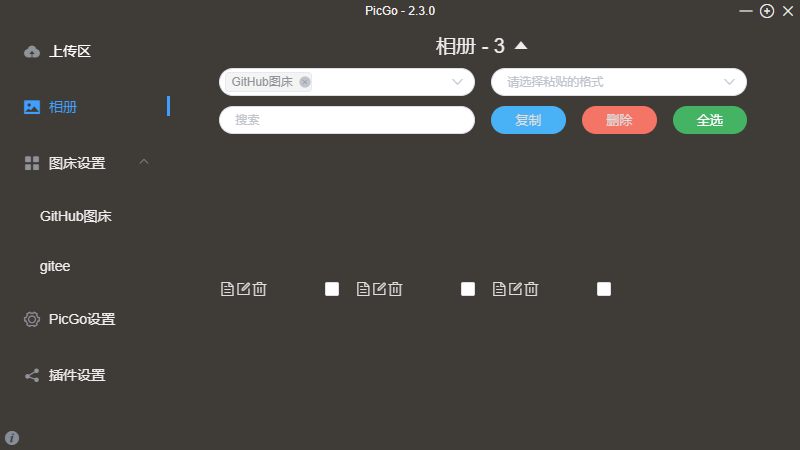 PicGo - 2.3.0
上传区
相册
图床设置
GitHub图床
gitee
PicGo设置
插件设置
相册 - 3
GitHub图床
请选择粘贴的格式
搜索
复制
删除
全选